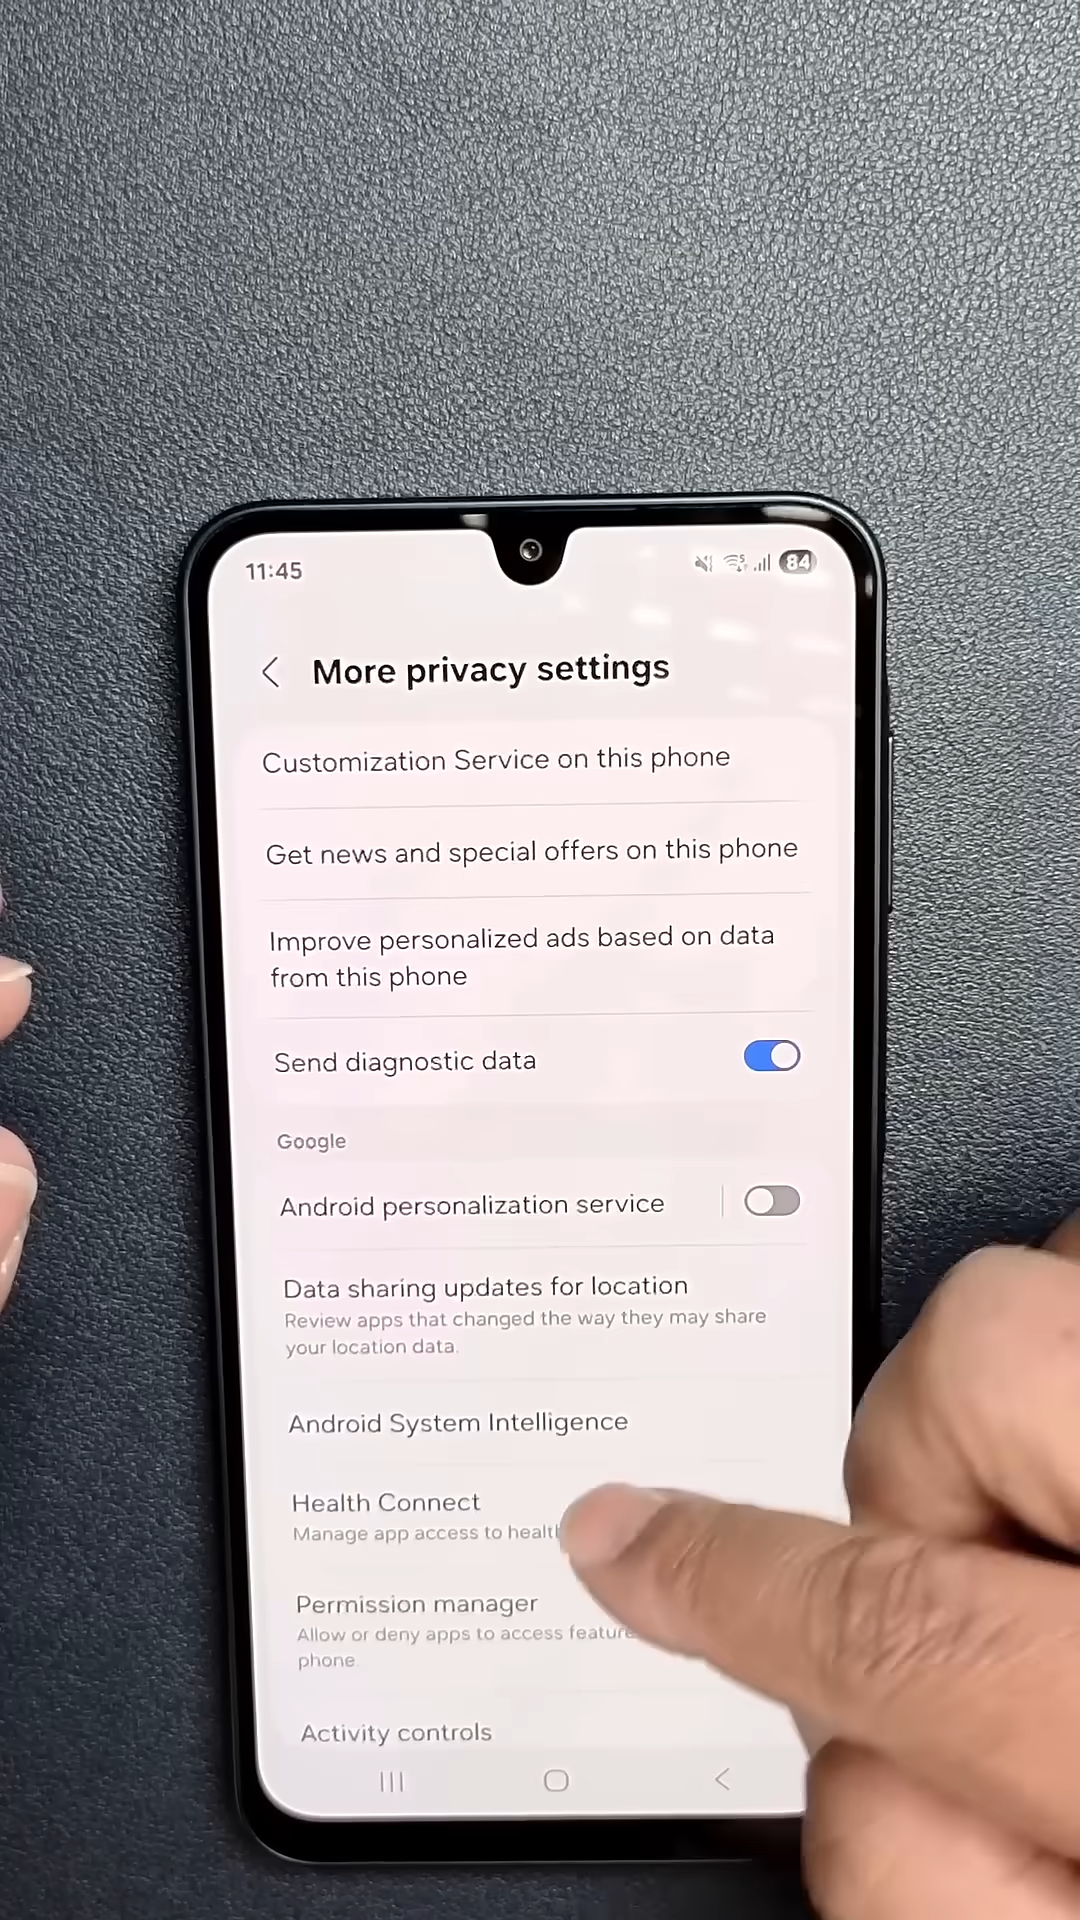 11:45
84
More privacy settings
Customization Service on this phone
Get news and special offers on this phone
Improve personalized ads based on data
from this phone
Send diagnostic data
Google
Android personalization service
Data sharing updates for location
Review apps that changed the way they may share
your location data.
Android System Intelligence
Health Connect
Manage app access to
Permission manager
Allow or deny apps to access
phone.
Activity controls